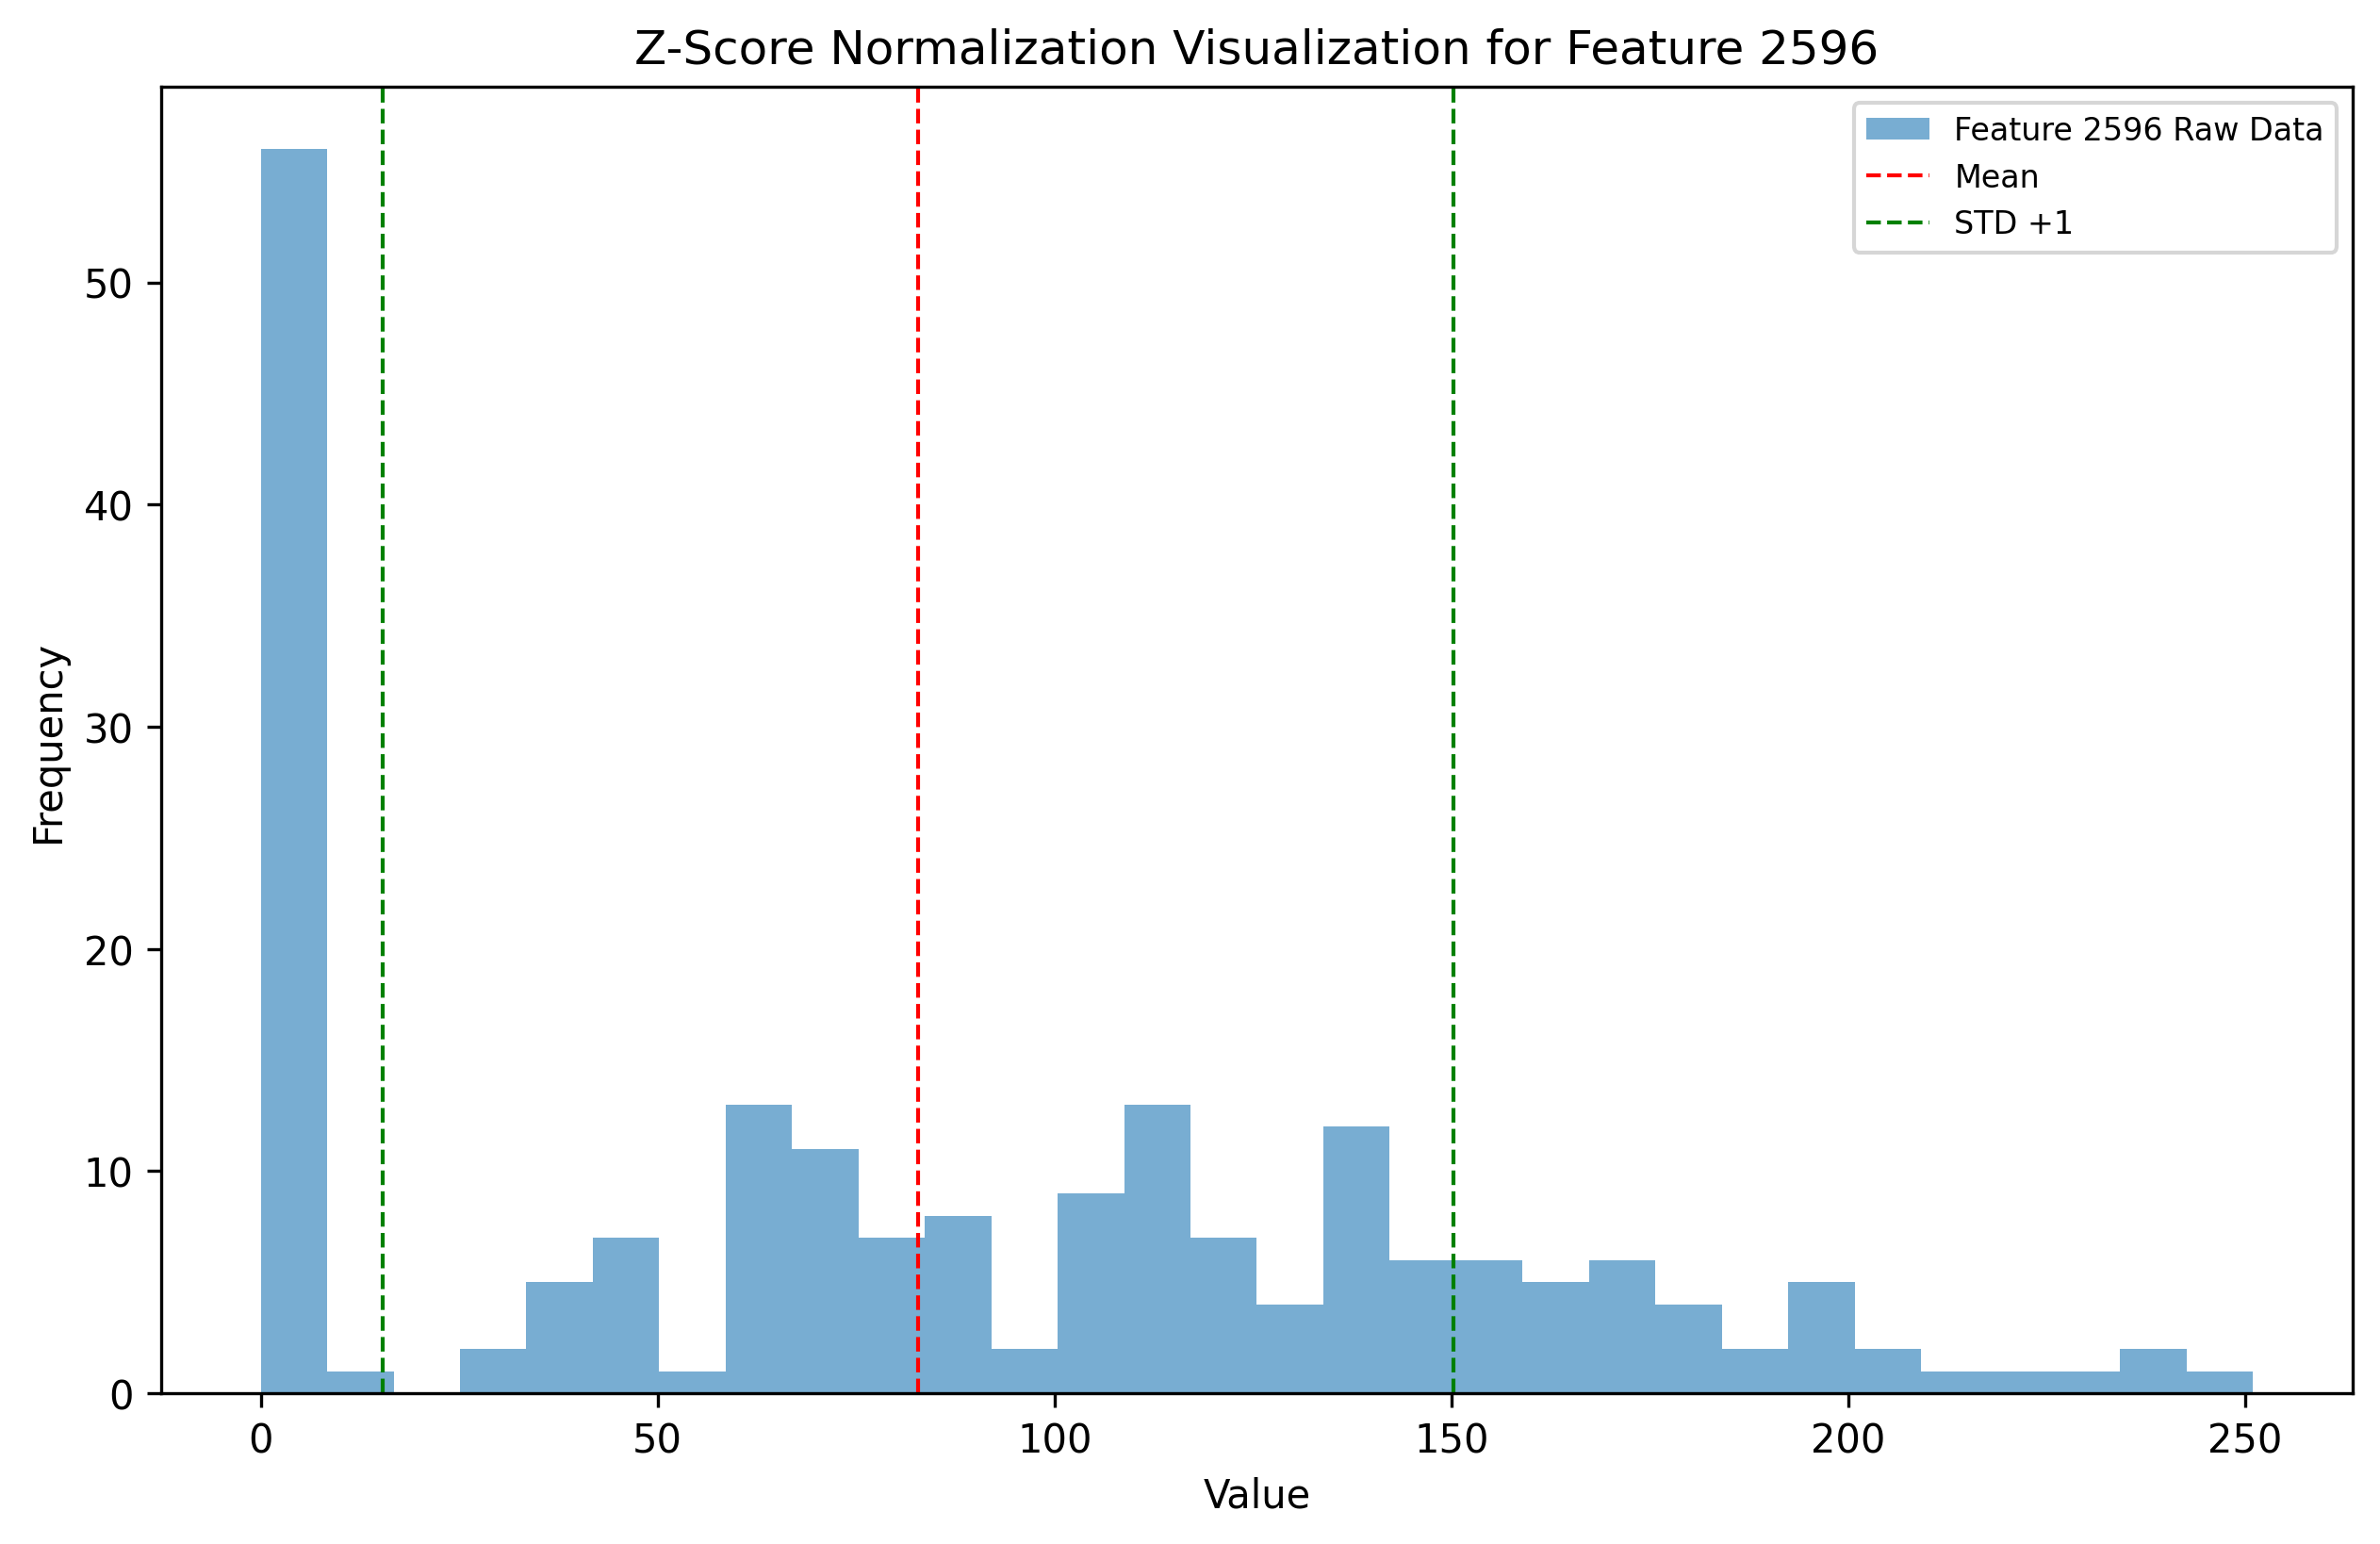 Z-Score Normalization Visualization for Feature 2596
Feature 2596 Raw Data
Mean
STD +1
50
40
30
20
10
0
Frequency
0 50 100 150 200 250
Value